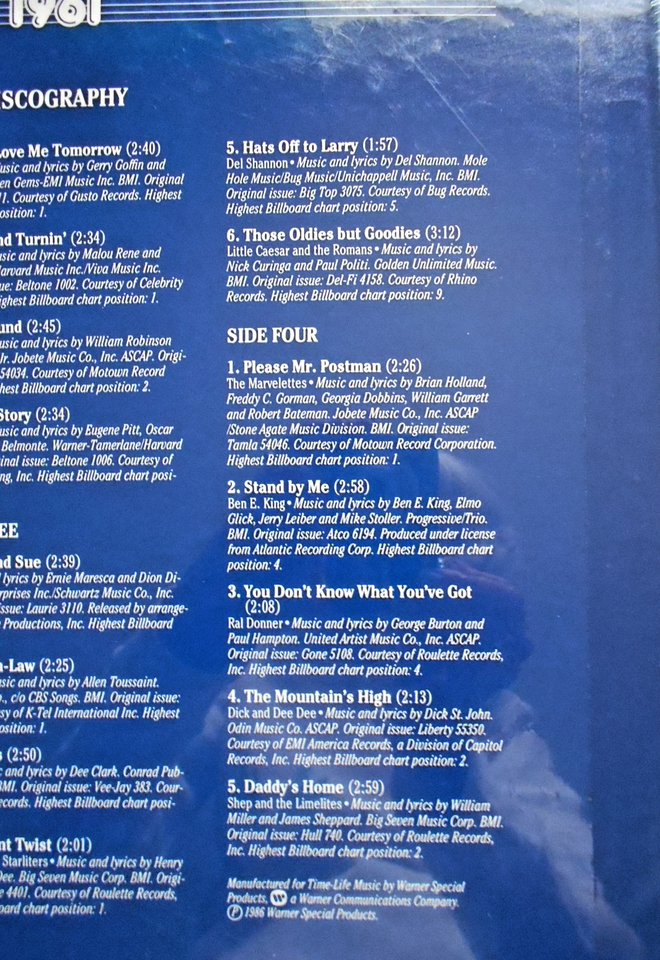 1961
ISCOGRAPHY
Love Me Tomorrow (2:40)
usic and lyrics by Gerry Goffin and
en Gems-EMI Music Inc. BMI. Original
1. Courtesy of Gusto Records. Highest
osition: 1.
nd Turnin' (2:34)
sic and lyrics by Malou Rene and
arvard Music Inc./Viva Music Inc.
ue: Beltone 1002. Courtesy of Celebrity
ghest Billboard chart position: 1.
und (2:45)
usic and lyrics by William Robinson
Jr. Jobete Music Co., Inc. ASCAP. Origi-
54034. Courtesy of Motown Record
hest Billboard chart position: 2.
Story (2:34)
usic and lyrics by Eugene Pitt, Oscar
Belmonte. Warner-Tamerlane/Harvard
inal issue: Beltone 1006. Courtesy of
ng, Inc. Highest Billboard chart posi-
EE
nd Sue (2:39)
lyrics by Ernie Maresca and Dion Di-
rprises Inc./Schwartz Music Co., Inc.
issue: Laurie 3110. Released by arrange-
Productions, Inc. Highest Billboard
n-Law (2:25)
usic and lyrics by Allen Toussaint.
o., c/o CBS Songs. BMI. Original issue:
sy of K-Tel International Inc. Highest
osition: 1.
s (2:50)
c and lyrics by Dee Clark. Conrad Pub-
BMI. Original issue: Vee-Jay 383. Cour-
ecords. Highest Billboard chart posi-
nt Twist (2:01)
Starliters • Music and lyrics by Henry
Dee. Big Seven Music Corp. BMI. Origi-
e 4401. Courtesy of Roulette Records,
oard chart position: 1.
5. Hats Off to Larry (1:57)
Del Shannon • Music and lyrics by Del Shannon. Mole
Hole Music/Bug Music/Unichappell Music, Inc. BMI.
Original issue: Big Top 3075. Courtesy of Bug Records.
Highest Billboard chart position: 5.
6. Those Oldies but Goodies (3:12)
Little Caesar and the Romans • Music and lyrics by
Nick Curinga and Paul Politi. Golden Unlimited Music.
BMI. Original issue: Del-Fi 4158. Courtesy of Rhino
Records. Highest Billboard chart position: 9.
SIDE FOUR
1. Please Mr. Postman (2:26)
The Marvelettes • Music and lyrics by Brian Holland,
Freddy C. Gorman, Georgia Dobbins, William Garrett
and Robert Bateman. Jobete Music Co., Inc. ASCAP
/Stone Agate Music Division. BMI. Original issue:
Tamla 54046. Courtesy of Motown Record Corporation.
Highest Billboard chart position: 1.
2. Stand by Me (2:58)
Ben E. King • Music and lyrics by Ben E. King, Elmo
Glick, Jerry Leiber and Mike Stoller. Progressive/Trio.
BMI. Original issue: Atco 6194. Produced under license
from Atlantic Recording Corp. Highest Billboard chart
position: 4.
3. You Don't Know What You've Got
(2:08)
Ral Donner • Music and lyrics by George Burton and
Paul Hampton. United Artist Music Co., Inc. ASCAP.
Original issue: Gone 5108. Courtesy of Roulette Records,
Inc. Highest Billboard chart position: 4.
4. The Mountain's High (2:13)
Dick and Dee Dee • Music and lyrics by Dick St. John.
Odin Music Co. ASCAP. Original issue: Liberty 55350.
Courtesy of EMI America Records, a Division of Capitol
Records, Inc. Highest Billboard chart position: 2.
5. Daddy's Home (2:59)
Shep and the Limelites • Music and lyrics by William
Miller and James Sheppard. Big Seven Music Corp. BMI.
Original issue: Hull 740. Courtesy of Roulette Records,
Inc. Highest Billboard chart position: 2.
Manufactured for Time-Life Music by Warner Special
Products, a Warner Communications Company.
℗ 1986 Warner Special Products.